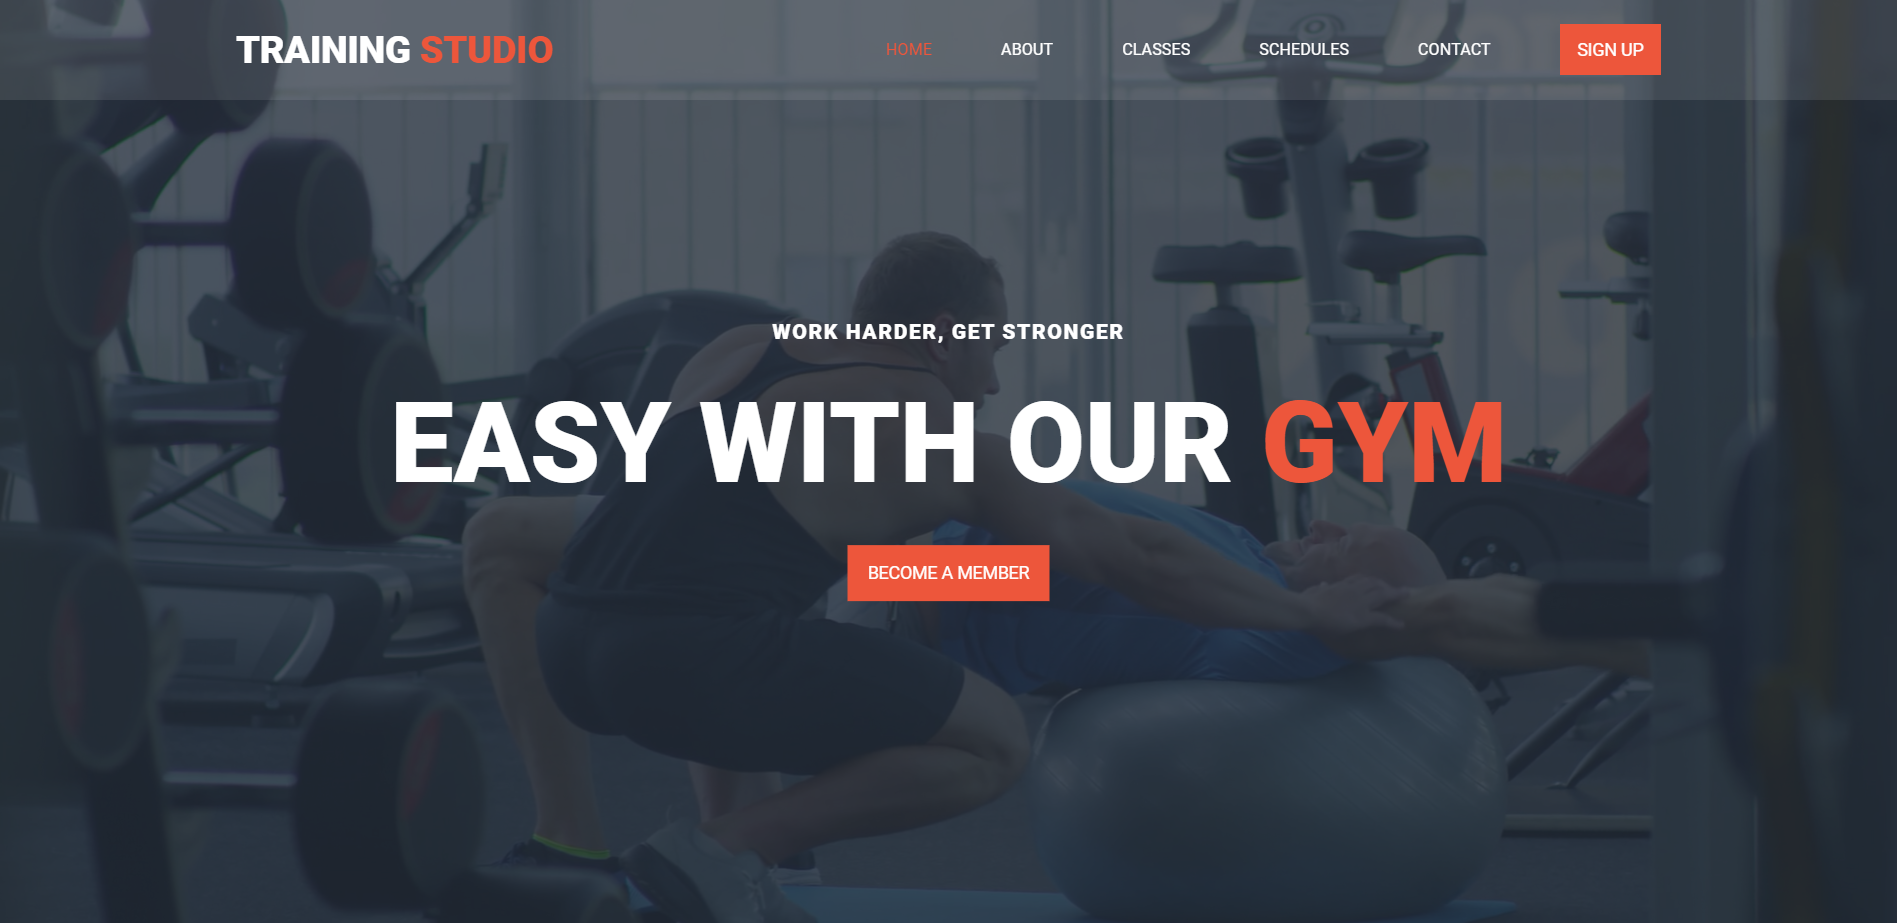 TRAINING STUDIO
HOME ABOUT CLASSES SCHEDULES CONTACT SIGN UP
WORK HARDER, GET STRONGER
EASY WITH OUR GYM
BECOME A MEMBER